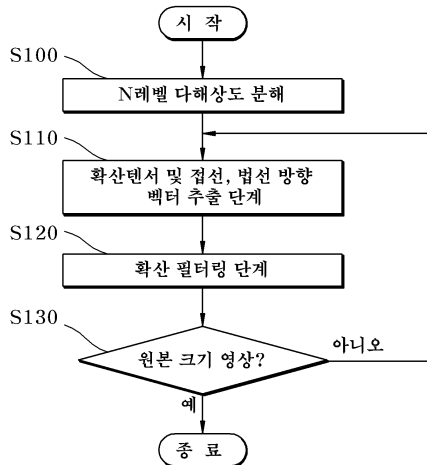 시 작
S100
N레벨 다해상도 분해
S110
확산텐서 및 접선, 법선 방향
벡터 추출 단계
S120
확산 필터링 단계
S130
원본 크기 영상?
아니오
예
종 료